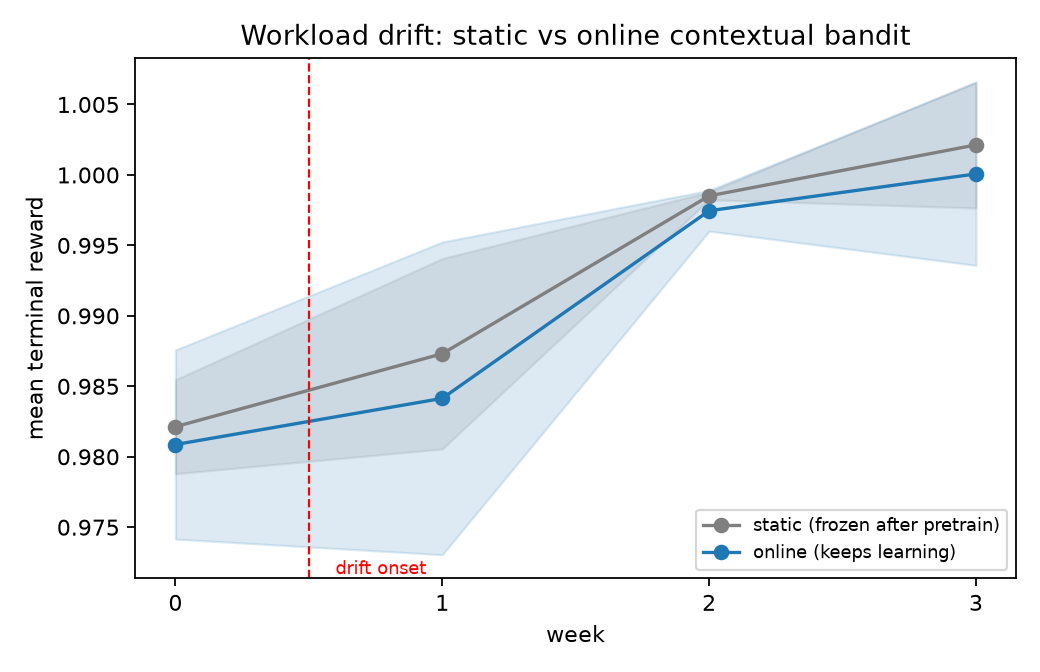 Workload drift: static vs online contextual bandit
mean terminal reward
1.005
1.000
0.995
0.990
0.985
0.980
0.975
drift onset
static (frozen after pretrain)
online (keeps learning)
0
1
2
3
week